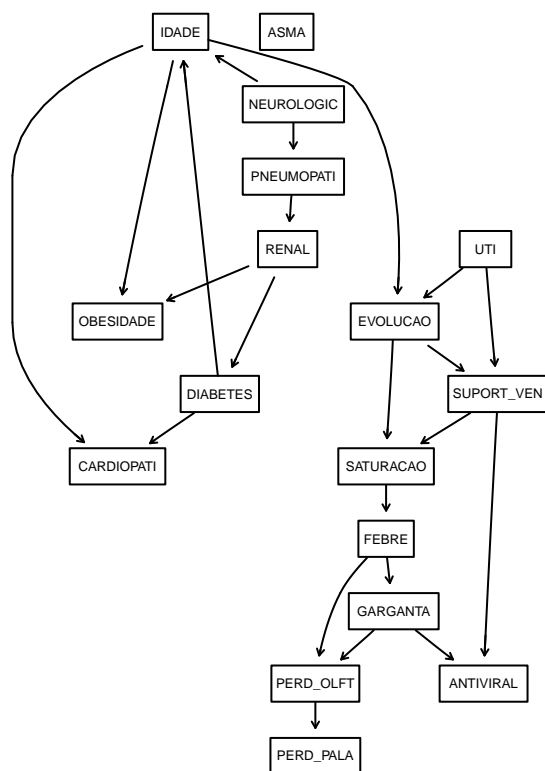 IDADE
ASMA
NEUROLOGIC
PNEUMOPATI
RENAL
UTI
OBESIDADE
EVOLUCAO
DIABETES
SUPORT_VEN
CARDIOPATI
SATURACAO
FEBRE
GARGANTA
PERD_OLFT
ANTIVIRAL
PERD_PALA